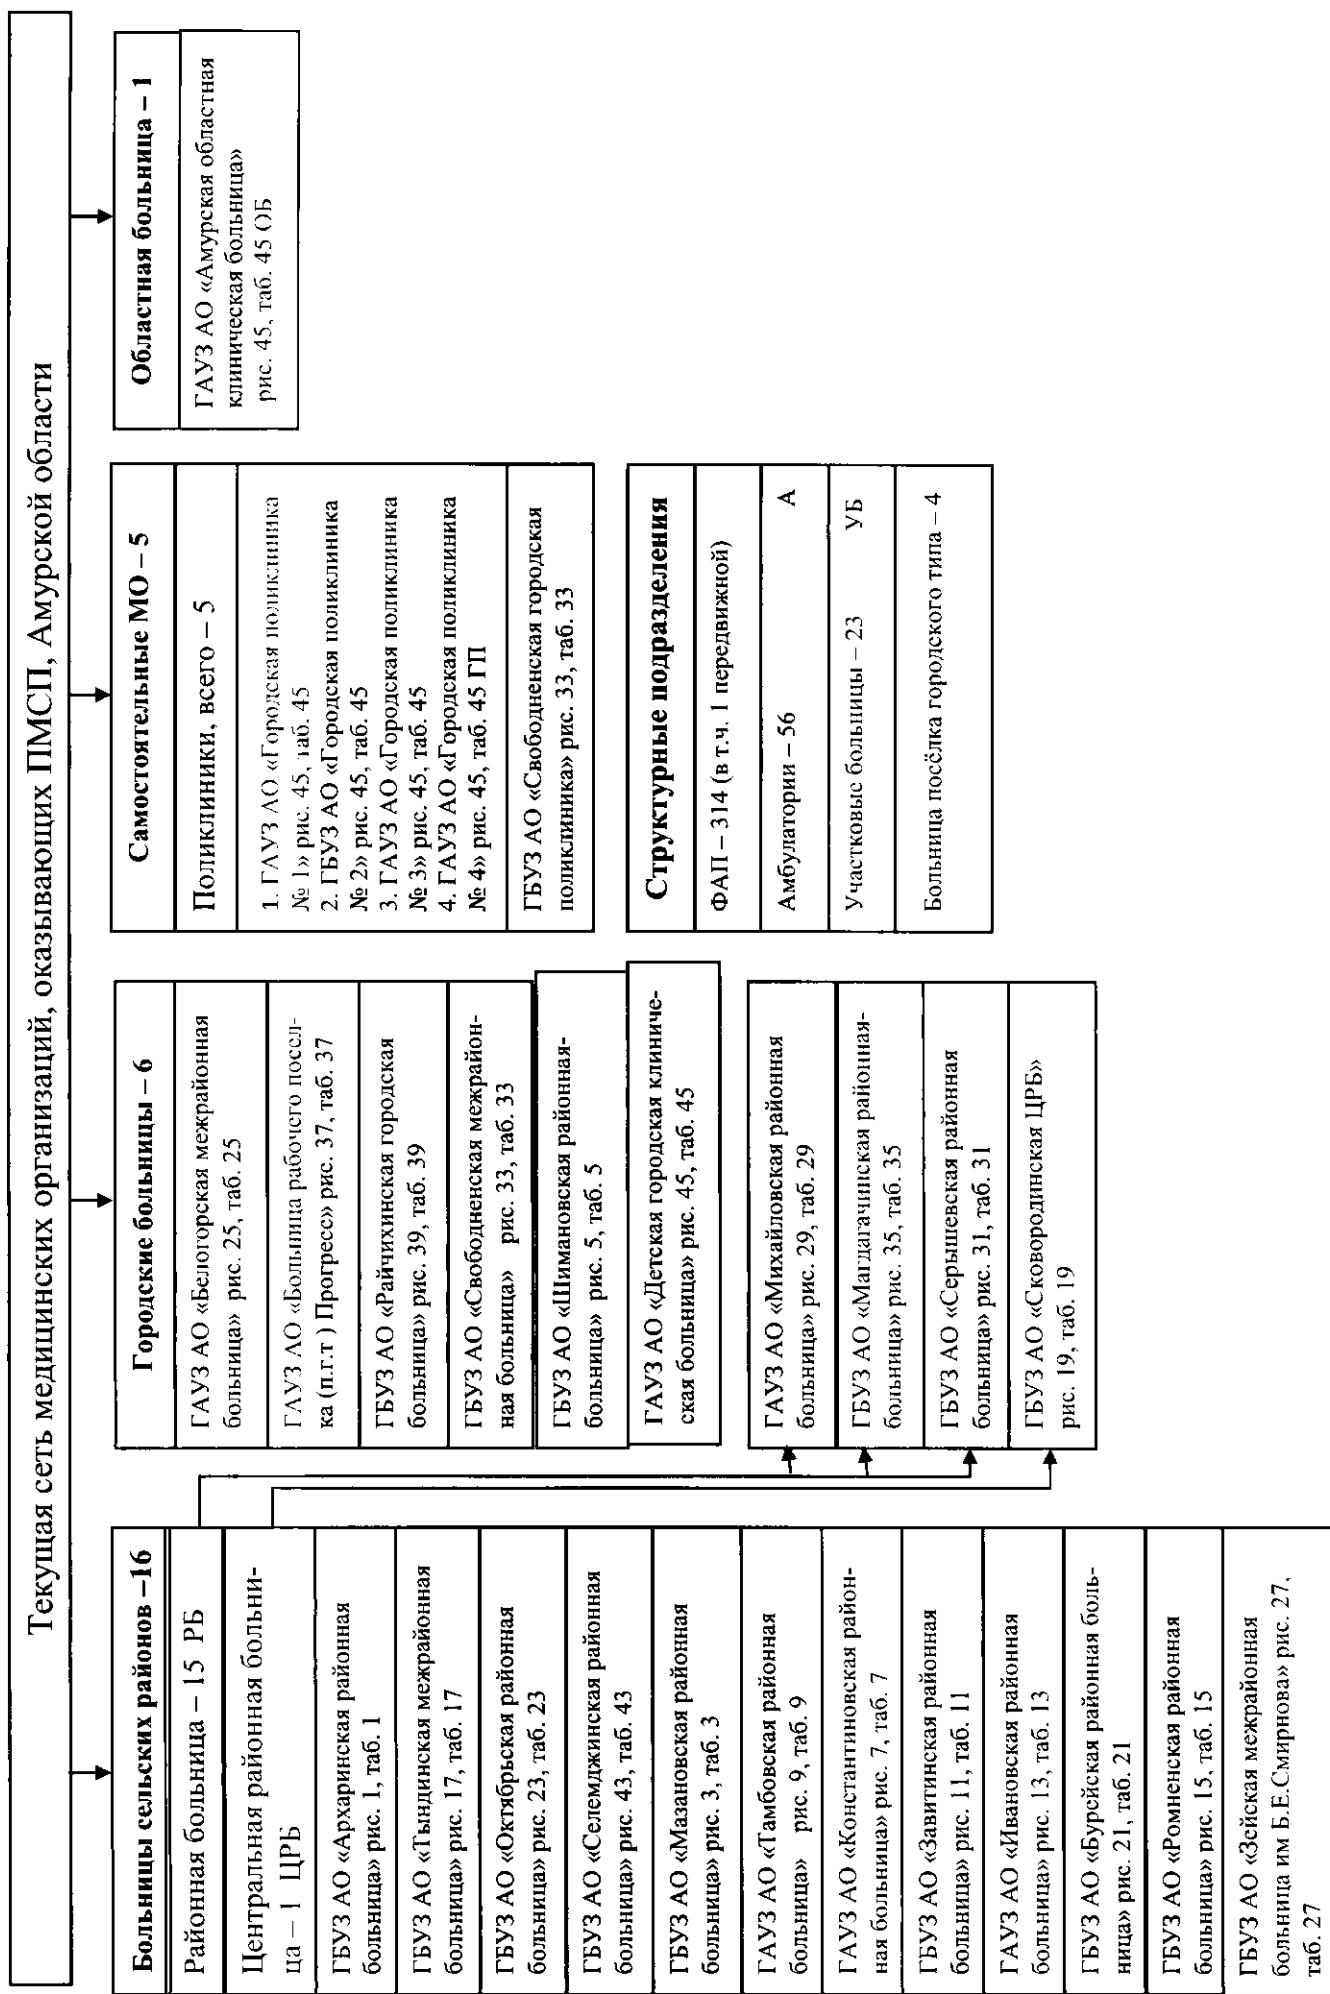 Текущая сеть медицинских организаций, оказывающих ПМСП, Амурской области
Больницы сельских районов –16
Районная больница – 15 РБ
Центральная районная больни-
ца – 1 ЦРБ
ГБУЗ АО «Архаринская районная
больница» рис. 1, таб. 1
ГБУЗ АО «Тындинская межрайонная
больница» рис. 17, таб. 17
ГБУЗ АО «Октябрьская районная
больница» рис. 23, таб. 23
ГБУЗ АО «Селемджинская районная
больница» рис. 43, таб. 43
ГБУЗ АО «Мазановская районная
больница» рис. 3, таб. 3
ГАУЗ АО «Тамбовская районная
больница» рис. 9, таб. 9
ГАУЗ АО «Константиновская район-
ная больница» рис. 7, таб. 7
ГБУЗ АО «Завитинская районная
больница» рис. 11, таб. 11
ГАУЗ АО «Ивановская районная
больница» рис. 13, таб. 13
ГБУЗ АО «Бурейская районная боль-
ница» рис. 21, таб. 21
ГБУЗ АО «Ромненская районная
больница» рис. 15, таб. 15
ГБУЗ АО «Зейская межрайонная
больница им Б.Е.Смирнова» рис. 27,
таб. 27
Городские больницы – 6
ГАУЗ АО «Белогорская межрайонная
больница» рис. 25, таб. 25
ГАУЗ АО «Больница рабочего посел-
ка (п.г.т ) Прогресс» рис. 37, таб. 37
ГБУЗ АО «Райчихинская городская
больница» рис. 39, таб. 39
ГБУЗ АО «Свободненская межрайон-
ная больница» рис. 33, таб. 33
ГБУЗ АО «Шимановская районная-
больница» рис. 5, таб. 5
ГАУЗ АО «Детская городская клиниче-
ская больница» рис. 45, таб. 45
ГАУЗ АО «Михайловская районная
больница» рис. 29, таб. 29
ГБУЗ АО «Магдагачинская районная-
больница» рис. 35, таб. 35
ГБУЗ АО «Серышевская районная
больница» рис. 31, таб. 31
ГБУЗ АО «Сковородинская ЦРБ»
рис. 19, таб. 19
Самостоятельные МО – 5
Поликлиники, всего – 5
1. ГАУЗ АО «Городская поликлиника
№ 1» рис. 45, таб. 45
2. ГБУЗ АО «Городская поликлиника
№ 2» рис. 45, таб. 45
3. ГАУЗ АО «Городская поликлиника
№ 3» рис. 45, таб. 45
4. ГАУЗ АО «Городская поликлиника
№ 4» рис. 45, таб. 45 ГП
ГБУЗ АО «Свободненская городская
поликлиника» рис. 33, таб. 33
Структурные подразделения
ФАП – 314 (в т.ч. 1 передвижной)
Амбулатории – 56 А
Участковые больницы – 23 УБ
Больница посёлка городского типа – 4
Областная больница – 1
ГАУЗ АО «Амурская областная
клиническая больница»
рис. 45, таб. 45 ОБ